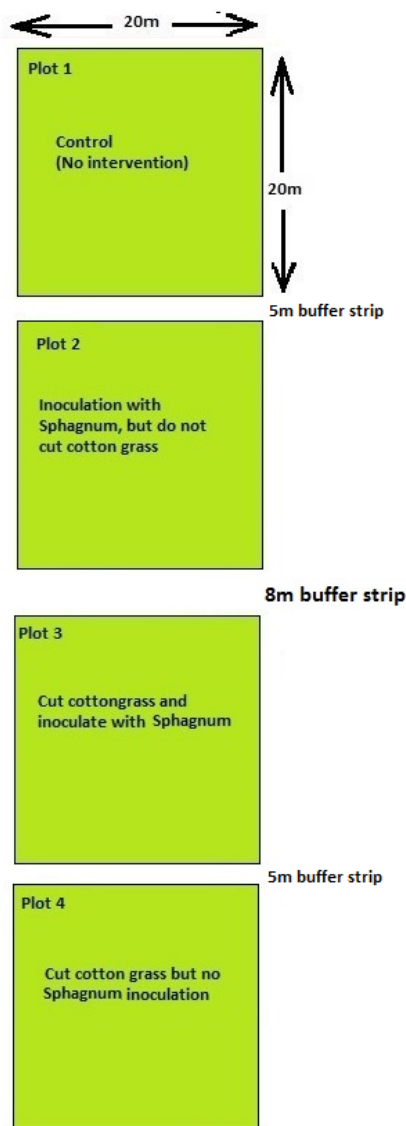 20m
Plot 1
Control
(No intervention)
20m
5m buffer strip
Plot 2
Inoculation with
Sphagnum, but do not
cut cotton grass
8m buffer strip
Plot 3
Cut cottongrass and
inoculate with Sphagnum
5m buffer strip
Plot 4
Cut cotton grass but no
Sphagnum inoculation